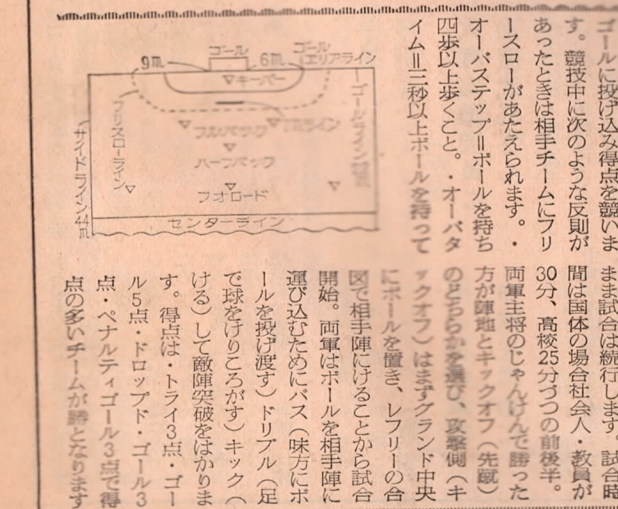 ゴールに投げ込み得点を競いま
す。競技中に次のような反則が
あったときは相手チームにフリ
ースローがあたえられます。・
オーバステップ＝ボールを持ち
四歩以上歩くこと。・オーバタ
イム＝三秒以上ボールを持って
ゴール
ゴール
エリアライン
9m
6m
キーパー
ゴールライン
フルバック
ハーフバック
フオロード
フリスローライン
サイドライン44m
センターライン
まま試合は続行します。試合時
間は国体の場合社会人・教員が
30分、高校25分づつの前後半。
両軍主将のじゃんけんで勝った
方が陣地とキックオフ（先蹴）
のどちらかを選び、攻撃側（キ
ックオフ）はまずグランド中央
にボールを置き、レフリーの合
図で相手陣にけることから試合
開始。両軍はボールを相手陣に
運び込むためにパス（味方にボ
ールを投げ渡す）ドリブル（足
で球をけりころがす）キック（
ける）して敵陣突破をはかりま
す。得点は・トライ3点・ゴー
ル5点・ドロップド・ゴール3
点・ペナルティゴール3点で得
点の多いチームが勝となります